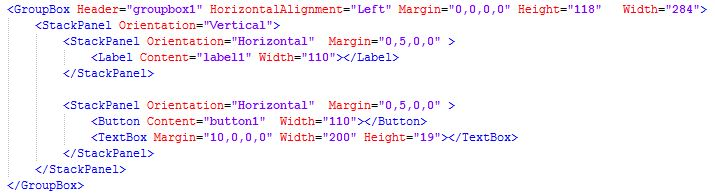 <GroupBox Header="groupbox1" HorizontalAlignment="Left" Margin="0,0,0,0" Height="118"   Width="284">
    <StackPanel Orientation="Vertical">
        <StackPanel Orientation="Horizontal"  Margin="0,5,0,0" >
            <Label Content="label1" Width="110"></Label>
        </StackPanel>

        <StackPanel Orientation="Horizontal"  Margin="0,5,0,0" >
            <Button Content="button1"  Width="110"></Button>
            <TextBox Margin="10,0,0,0" Width="200" Height="19"></TextBox>
        </StackPanel>
    </StackPanel>
</GroupBox>